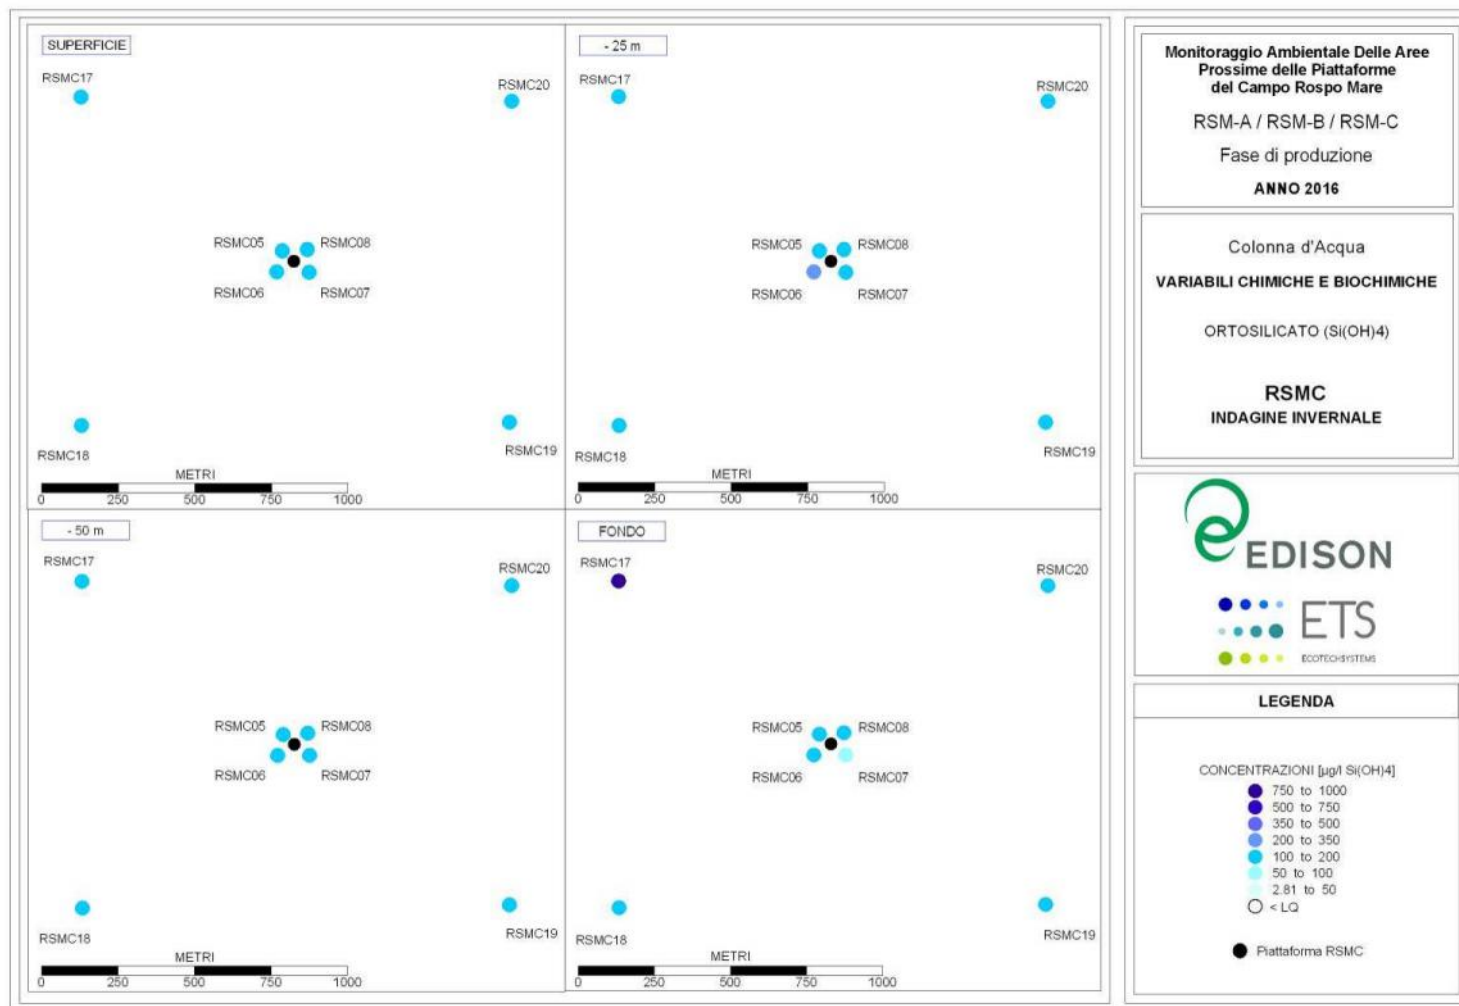 SUPERFICIE
RSMC17
RSMC20
RSMC05
RSMC08
RSMC06
RSMC07
RSMC18
RSMC19
METRI
0 250 500 750 1000
- 25 m
RSMC17
RSMC20
RSMC05
RSMC08
RSMC06
RSMC07
RSMC18
RSMC19
METRI
0 250 500 750 1000
- 50 m
RSMC17
RSMC20
RSMC05
RSMC08
RSMC06
RSMC07
RSMC18
RSMC19
METRI
0 250 500 750 1000
FONDO
RSMC17
RSMC20
RSMC05
RSMC08
RSMC06
RSMC07
RSMC18
RSMC19
METRI
0 250 500 750 1000
Monitoraggio Ambientale Delle Aree
Prossime delle Piattaforme
del Campo Rospo Mare
RSM-A / RSM-B / RSM-C
Fase di produzione
ANNO 2016
Colonna d'Acqua
VARIABILI CHIMICHE E BIOCHIMICHE
ORTOSILICATO (Si(OH)4)
RSMC
INDAGINE INVERNALE
EDISON
ETS
ECOTECHSYSTEMS
LEGENDA
CONCENTRAZIONI [µg/l Si(OH)4]
750 to 1000
500 to 750
350 to 500
200 to 350
100 to 200
50 to 100
2.81 to 50
< LQ
Piattaforma RSMC